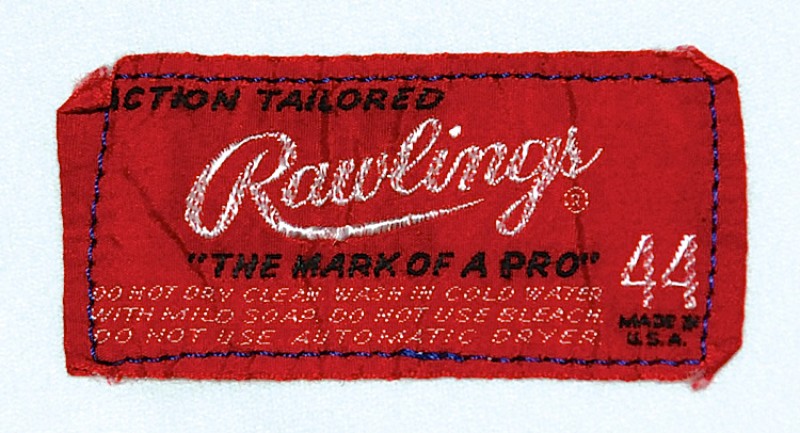 ACTION TAILORED
Rawlings®
"THE MARK OF A PRO"
44
DO NOT DRY CLEAN WASH IN COLD WATER
WITH MILD SOAP. DO NOT USE BLEACH
DO NOT USE AUTOMATIC DRYER
MADE IN
U.S.A.